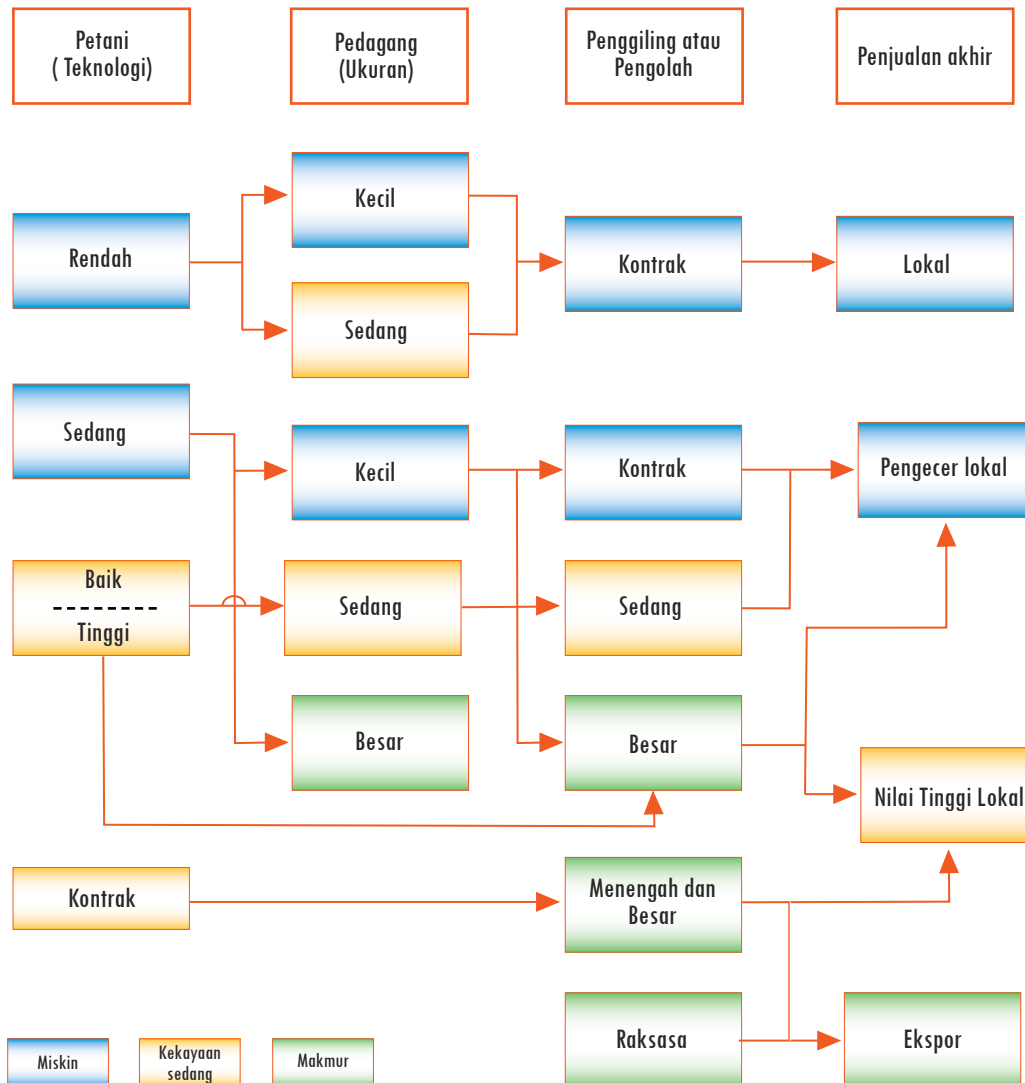 Petani
( Teknologi)
Pedagang
(Ukuran)
Penggiling atau
Pengolah
Penjualan akhir
Rendah
Kecil
Sedang
Kontrak
Lokal
Sedang
Kecil
Kontrak
Pengecer lokal
Baik
Tinggi
Sedang
Sedang
Besar
Besar
Nilai Tinggi Lokal
Kontrak
Menengah dan
Besar
Raksasa
Ekspor
Miskin
Kekayaan
sedang
Makmur